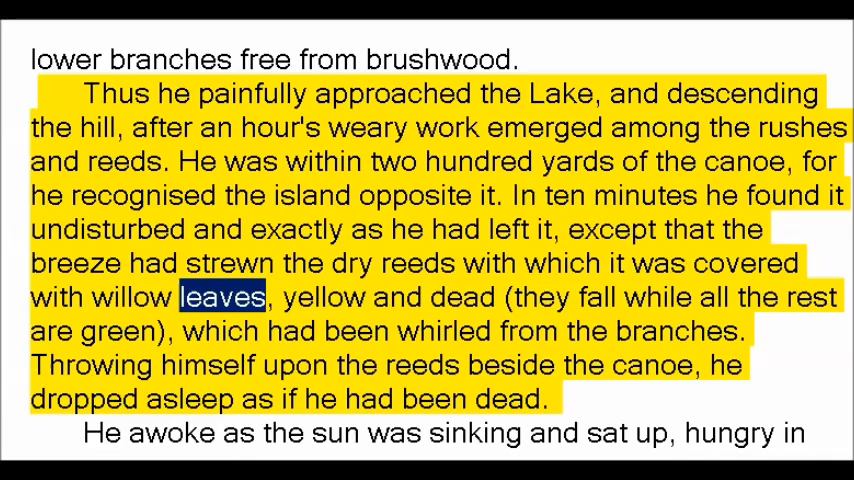 lower branches free from brushwood.
Thus he painfully approached the Lake, and descending
the hill, after an hour's weary work emerged among the rushes
and reeds. He was within two hundred yards of the canoe, for
he recognised the island opposite it. In ten minutes he found it
undisturbed and exactly as he had left it, except that the
breeze had strewn the dry reeds with which it was covered
with willow leaves, yellow and dead (they fall while all the rest
are green), which had been whirled from the branches.
Throwing himself upon the reeds beside the canoe, he
dropped asleep as if he had been dead.
He awoke as the sun was sinking and sat up, hungry in